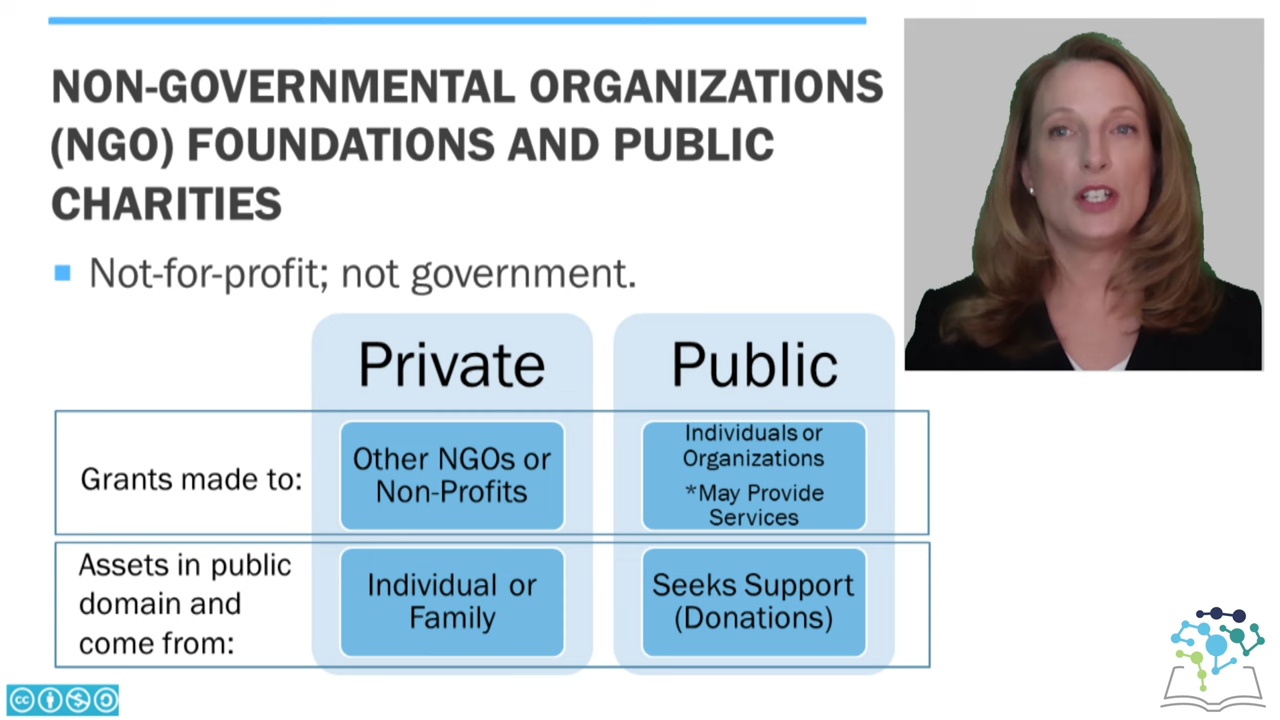 NON-GOVERNMENTAL ORGANIZATIONS
(NGO) FOUNDATIONS AND PUBLIC
CHARITIES
Not-for-profit; not government.
Private
Public
Grants made to:
Other NGOs or
Non-Profits
Individuals or
Organizations
*May Provide
Services
Assets in public
domain and
come from:
Individual or
Family
Seeks Support
(Donations)
cc